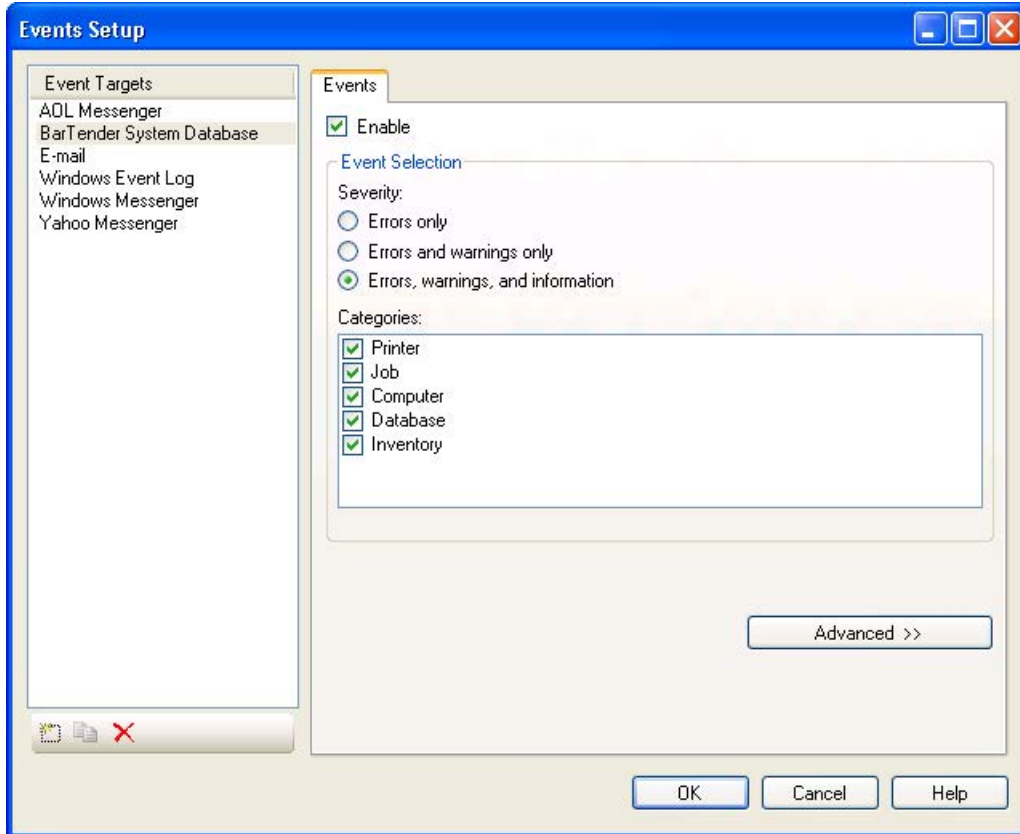 Events Setup
Event Targets
AOL Messenger
BarTender System Database
E-mail
Windows Event Log
Windows Messenger
Yahoo Messenger
Events
Enable
Event Selection
Severity:
Errors only
Errors and warnings only
Errors, warnings, and information
Categories:
Printer
Job
Computer
Database
Inventory
Advanced >>
OK
Cancel
Help